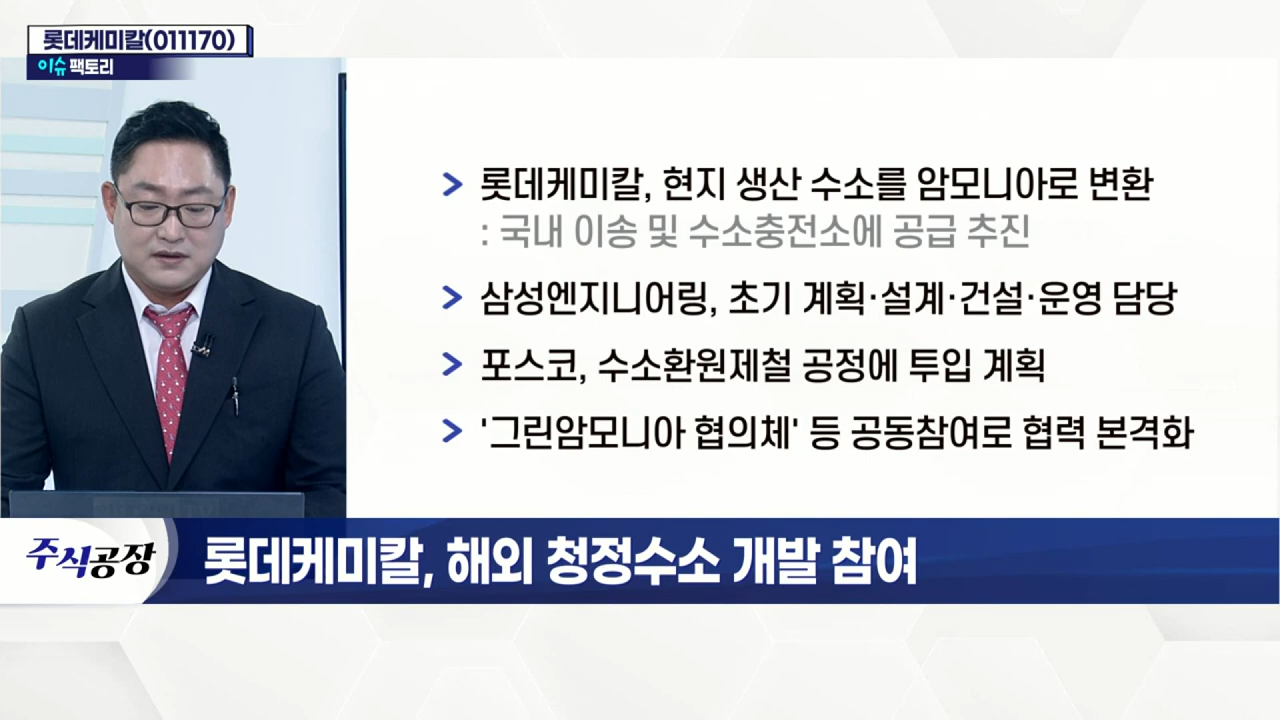 롯데케미칼(011170)
이슈 팩토리
> 롯데케미칼, 현지 생산 수소를 암모니아로 변환
: 국내 이송 및 수소충전소에 공급 추진
> 삼성엔지니어링, 초기 계획·설계·건설·운영 담당
> 포스코, 수소환원제철 공정에 투입 계획
> '그린암모니아 협의체' 등 공동참여로 협력 본격화
주식공장
롯데케미칼, 해외 청정수소 개발 참여